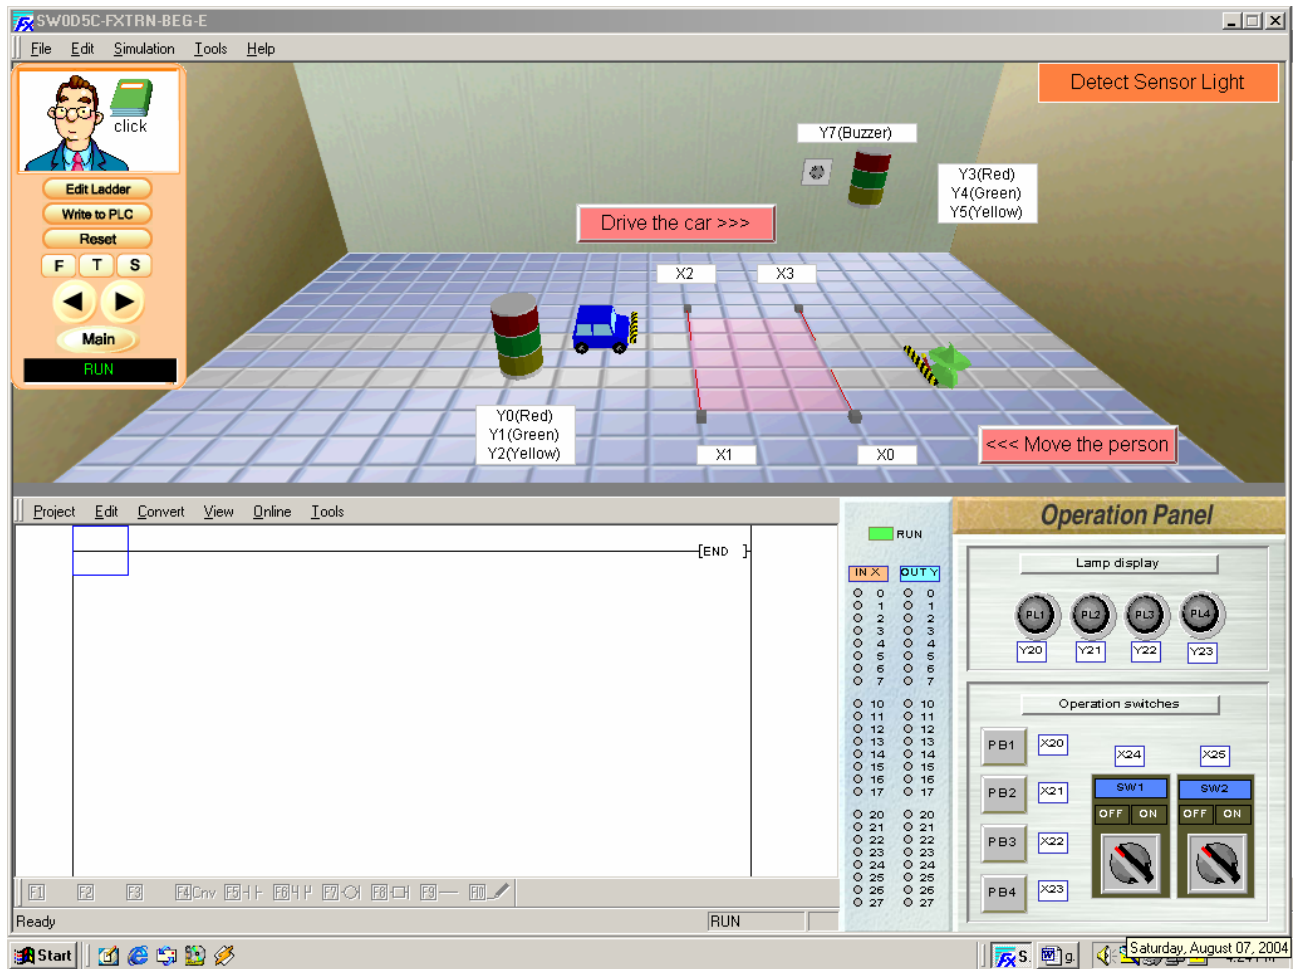 SW0D5C-FXTRN-BEG-E
File Edit Simulation Tools Help
click
Edit Ladder
Write to PLC
Reset
F T S
Main
RUN
Detect Sensor Light
Y7(Buzzer)
Y3(Red)
Y4(Green)
Y5(Yellow)
Drive the car >>>
X2 X3
Y0(Red)
Y1(Green)
Y2(Yellow)
<<< Move the person
X1 X0
Project Edit Convert View Online Tools
[END ]
RUN
IN X OUT Y
0 0
1 1
2 2
3 3
4 4
5 5
6 6
7 7
10 10
11 11
12 12
13 13
14 14
15 15
16 16
17 17
20 20
21 21
22 22
23 23
24 24
25 25
26 26
27 27
Operation Panel
Lamp display
PL1 PL2 PL3 PL4
Y20 Y21 Y22 Y23
Operation switches
PB1 X20
X24 X25
PB2 X21
SW1 SW2
OFF ON OFF ON
PB3 X22
PB4 X23
F1 F2 F3 F4Cnv F5 F6 F7 F8 F9 F10
Ready RUN
Start
S. g.
Saturday, August 07, 2004